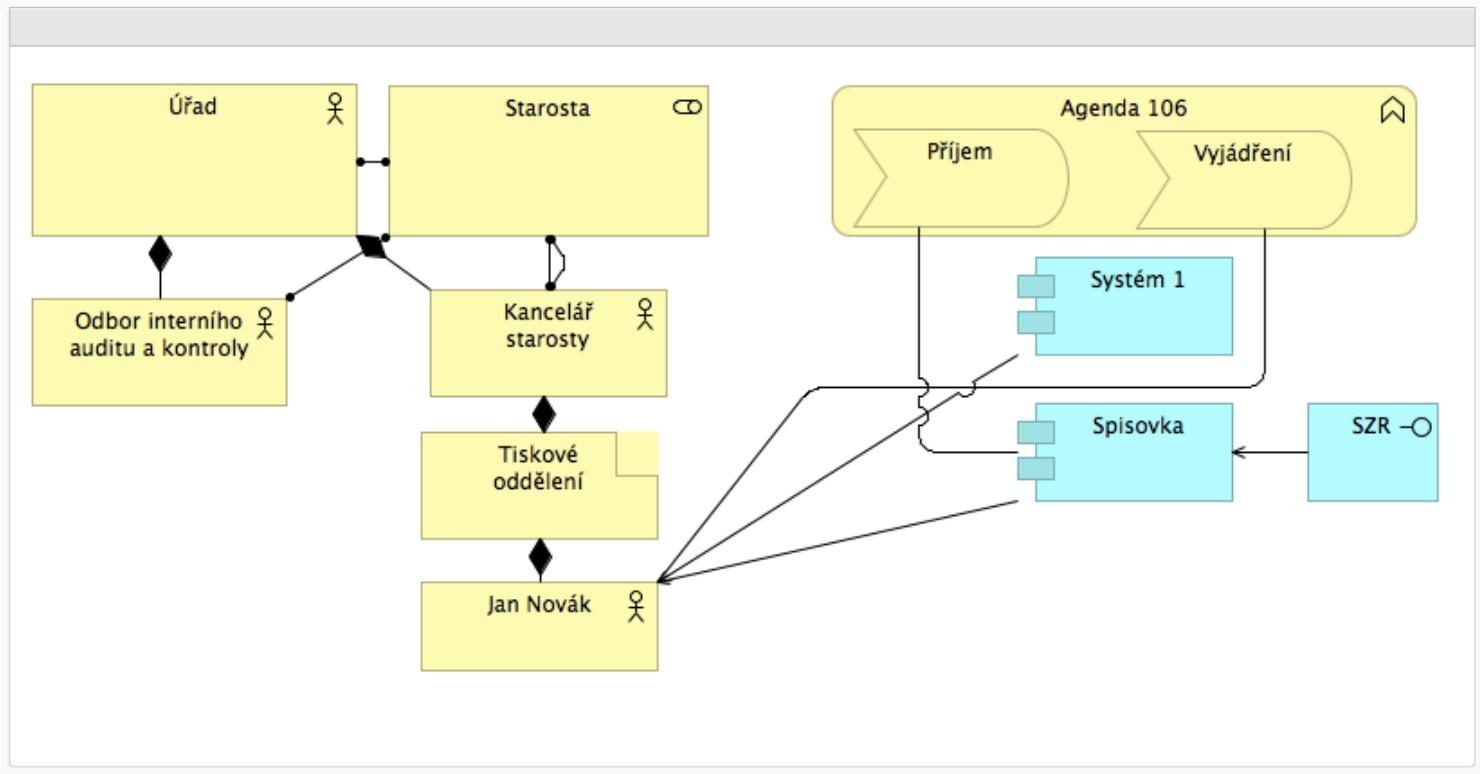 Úřad
Starosta
Agenda 106
Příjem
Vyjádření
Systém 1
Odbor interního
auditu a kontroly
Kancelář
starosty
Spisovka
SZR
Tiskové
oddělení
Jan Novák